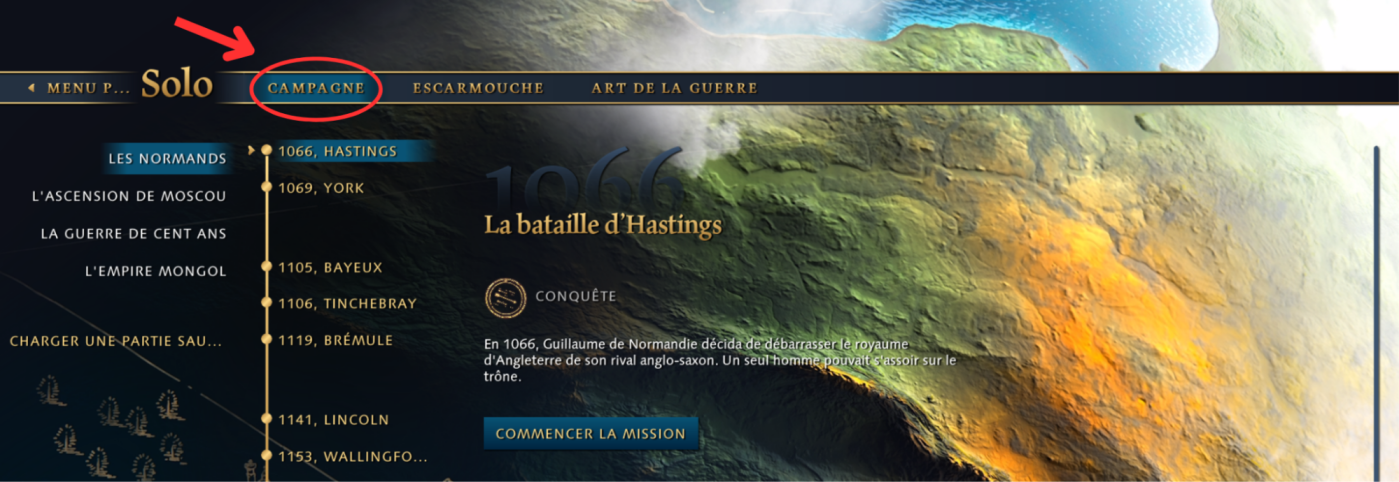 MENU P...
Solo
CAMPAGNE
ESCARMOUCHE
ART DE LA GUERRE
LES NORMANDS
L'ASCENSION DE MOSCOU
LA GUERRE DE CENT ANS
L'EMPIRE MONGOL
CHARGER UNE PARTIE SAU...
1066, HASTINGS
1069, YORK
1105, BAYEUX
1106, TINCHEBRAY
1119, BRÉMULE
1141, LINCOLN
1153, WALLINGFO...
1066
La bataille d'Hastings
CONQUÊTE
En 1066, Guillaume de Normandie décida de débarrasser le royaume
d'Angleterre de son rival anglo-saxon. Un seul homme pouvait s'assoir sur le
trône.
COMMENCER LA MISSION